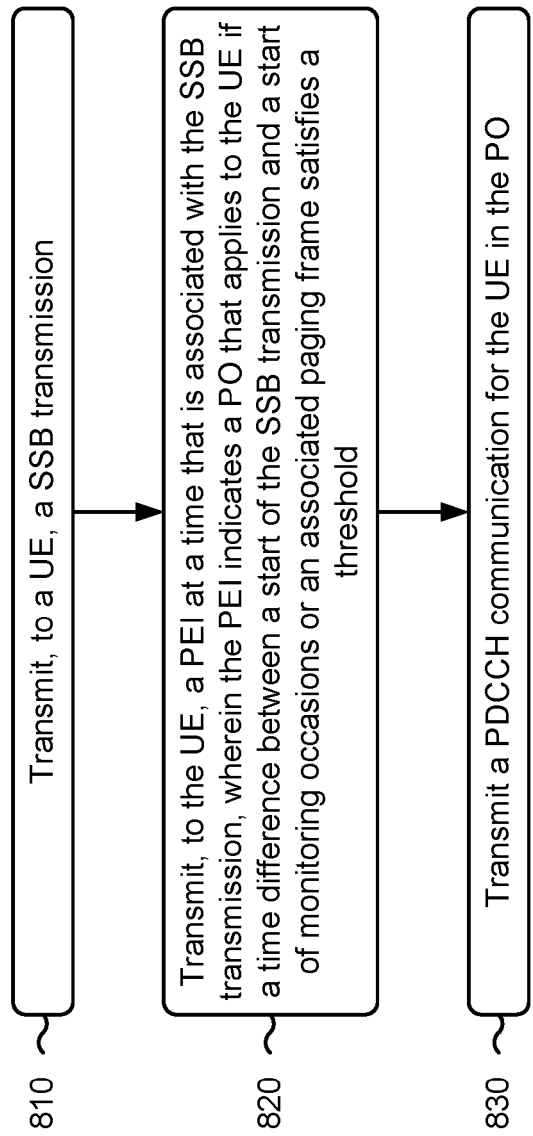 810
Transmit, to a UE, a SSB transmission
820
Transmit, to the UE, a PEI at a time that is associated with the SSB
transmission, wherein the PEI indicates a PO that applies to the UE if
a time difference between a start of the SSB transmission and a start
of monitoring occasions or an associated paging frame satisfies a
threshold
830
Transmit a PDCCH communication for the UE in the PO